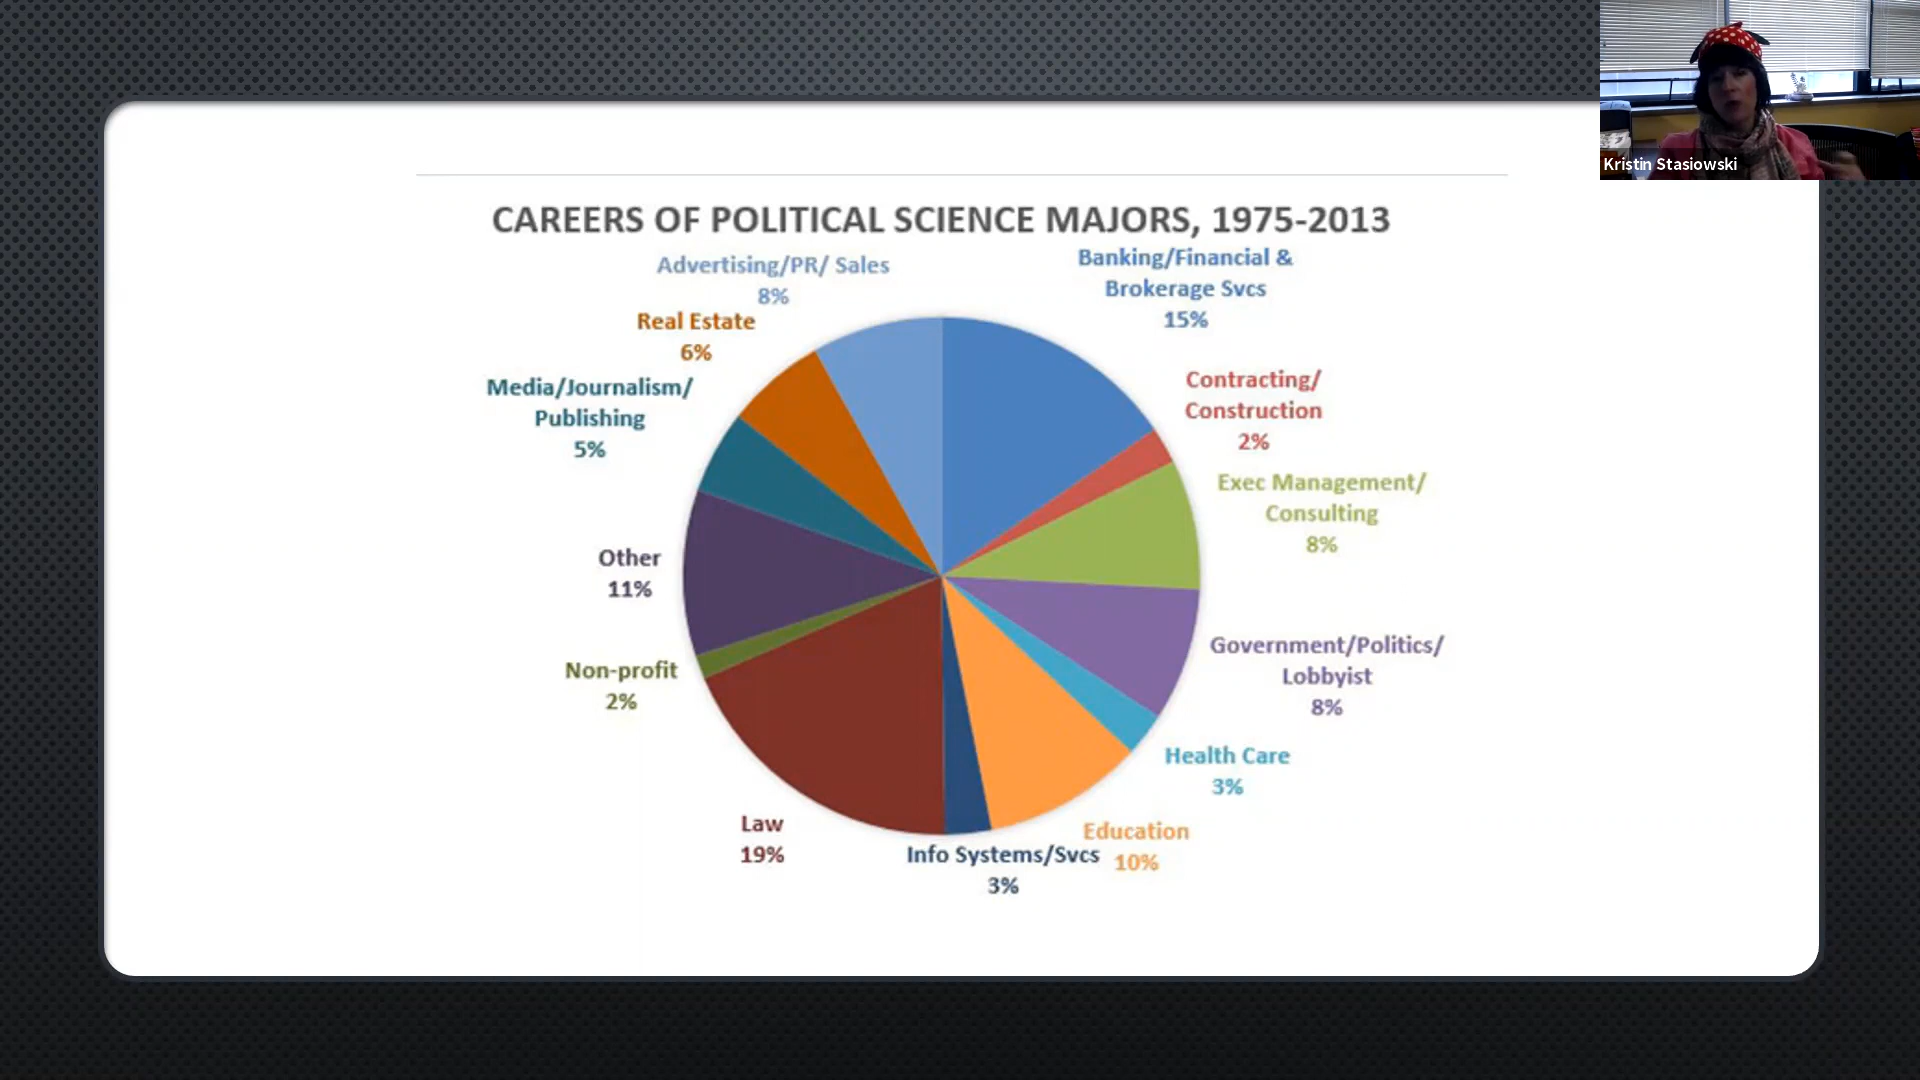 Kristin Stasiowski
CAREERS OF POLITICAL SCIENCE MAJORS, 1975-2013
Advertising/PR/ Sales
8%
Banking/Financial &
Brokerage Svcs
15%
Real Estate
6%
Contracting/
Construction
2%
Media/Journalism/
Publishing
5%
Exec Management/
Consulting
8%
Other
11%
Government/Politics/
Lobbyist
8%
Non-profit
2%
Health Care
3%
Law
19%
Education
10%
Info Systems/Svcs
3%